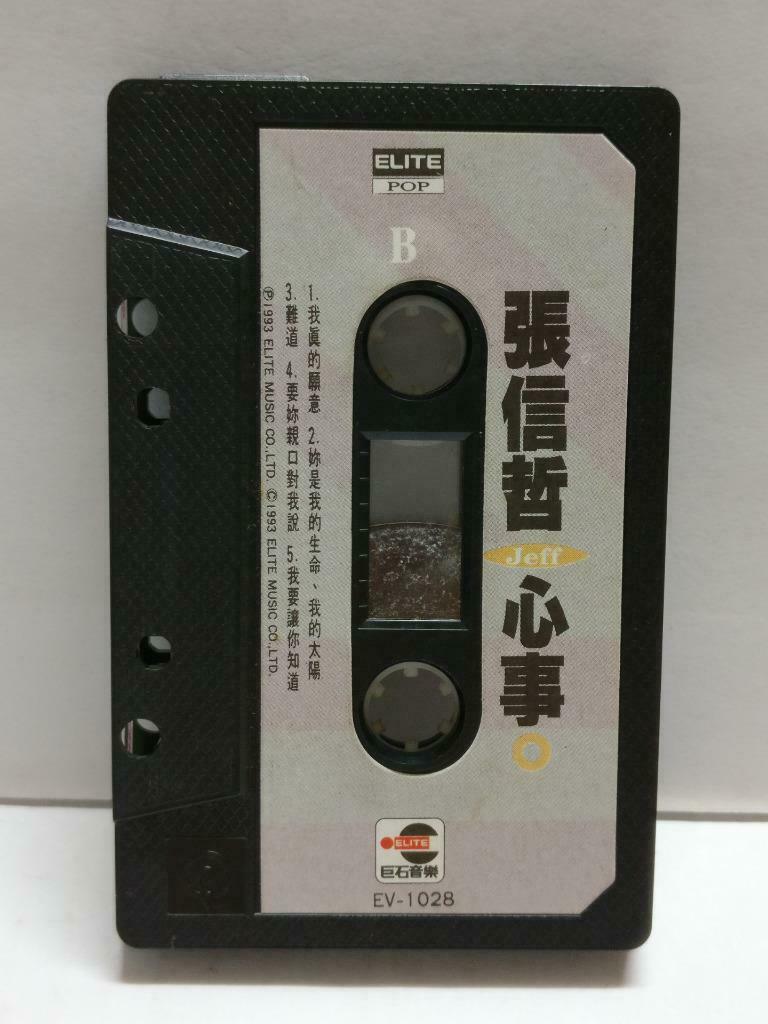 ELITE
POP
B
張信哲
Jeff
心事
1.我眞的願意 2.妳是我的生命、我的太陽
3.難道 4.要妳親口對我說 5.我要讓你知道
℗1993 ELITE MUSIC CO.,LTD. ©1993 ELITE MUSIC CO.,LTD.
ELITE
巨石音樂
EV-1028